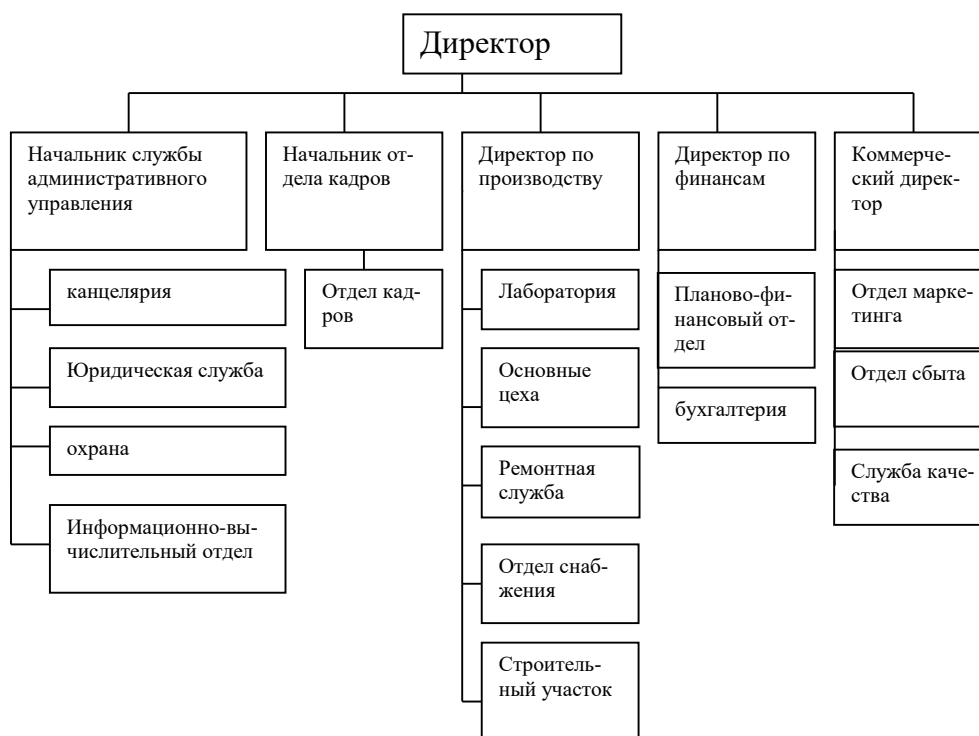 Директор
Начальник службы
административного
управления
Начальник от-
дела кадров
Директор по
производству
Директор по
финансам
Коммерче-
ский дирек-
тор
канцелярия
Юридическая служба
охрана
Информационно-вы-
числительный отдел
Отдел кад-
ров
Лаборатория
Основные
цеха
Ремонтная
служба
Отдел снаб-
жения
Строитель-
ный участок
Планово-фи-
нансовый от-
дел
бухгалтерия
Отдел марке-
тинга
Отдел сбыта
Служба каче-
ства